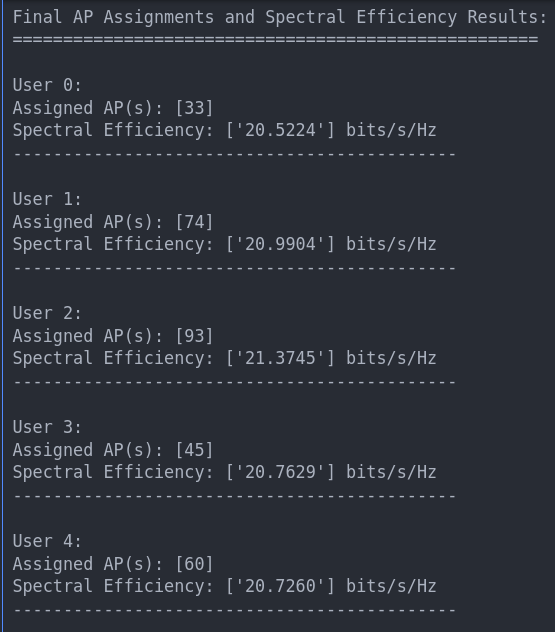 Final AP Assignments and Spectral Efficiency Results:
====================================================
User 0:
Assigned AP(s): [33]
Spectral Efficiency: ['20.5224'] bits/s/Hz
--------------------------------------------
User 1:
Assigned AP(s): [74]
Spectral Efficiency: ['20.9904'] bits/s/Hz
--------------------------------------------
User 2:
Assigned AP(s): [93]
Spectral Efficiency: ['21.3745'] bits/s/Hz
--------------------------------------------
User 3:
Assigned AP(s): [45]
Spectral Efficiency: ['20.7629'] bits/s/Hz
--------------------------------------------
User 4:
Assigned AP(s): [60]
Spectral Efficiency: ['20.7260'] bits/s/Hz
--------------------------------------------